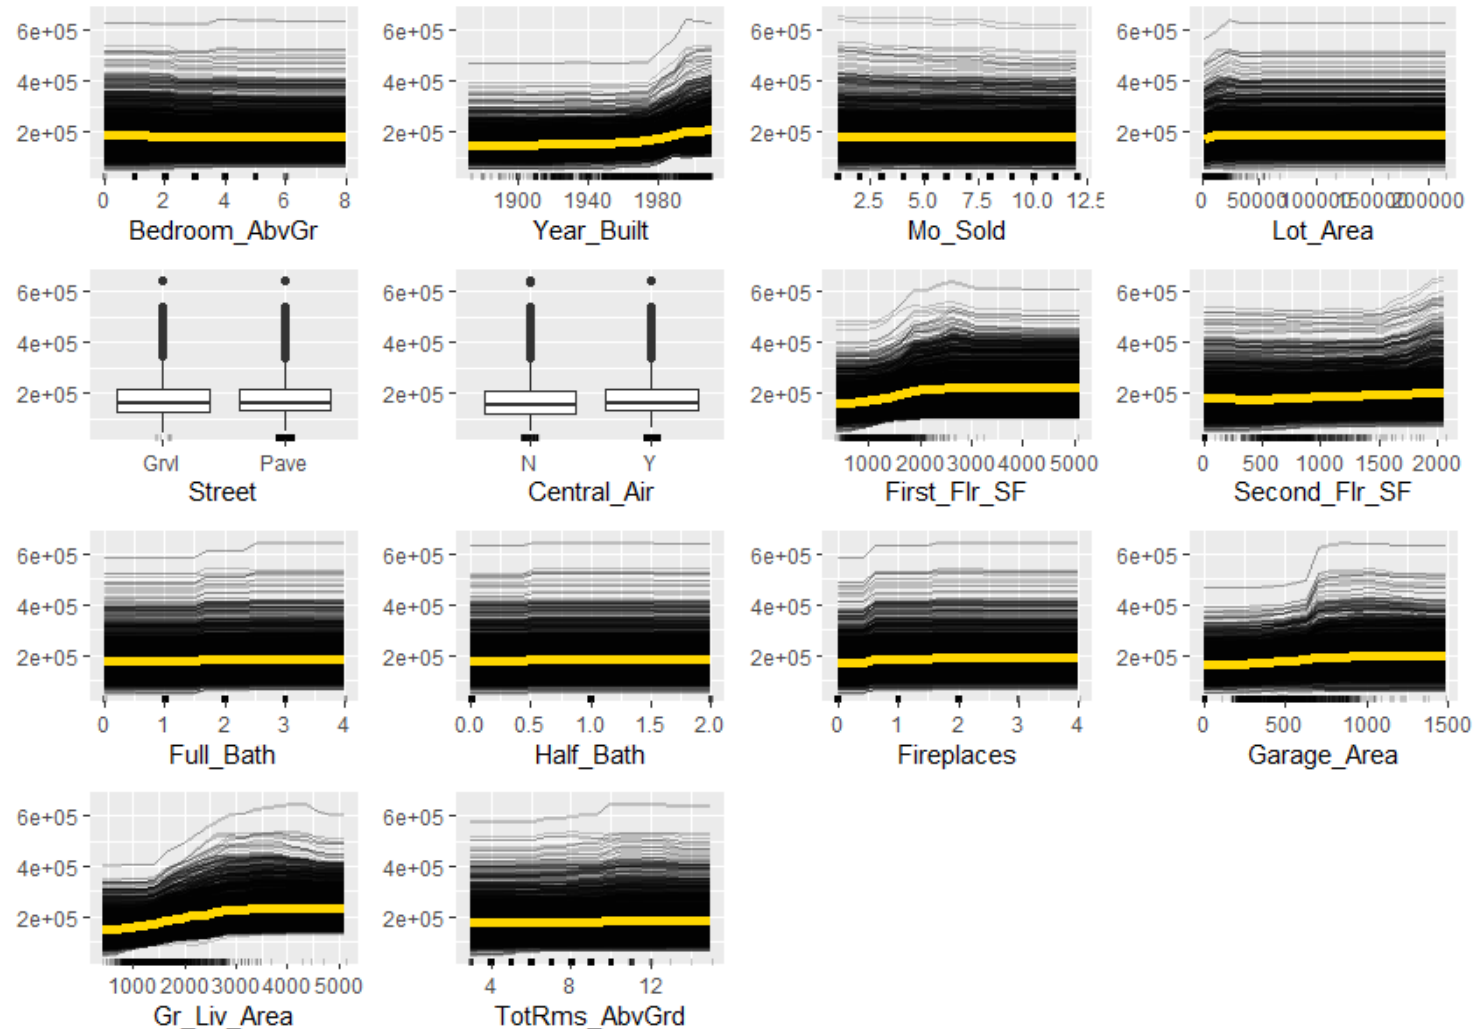 6e+05
4e+05
2e+05
0 2 4 6 8
Bedroom_AbvGr
6e+05
4e+05
2e+05
1900 1940 1980
Year_Built
6e+05
4e+05
2e+05
2.5 5.0 7.5 10.0 12.5
Mo_Sold
6e+05
4e+05
2e+05
0 50000 100000 150000 200000
Lot_Area
6e+05
4e+05
2e+05
Grvl Pave
Street
6e+05
4e+05
2e+05
N Y
Central_Air
6e+05
4e+05
2e+05
1000 2000 3000 4000 5000
First_Flr_SF
6e+05
4e+05
2e+05
0 500 1000 1500 2000
Second_Flr_SF
6e+05
4e+05
2e+05
0 1 2 3 4
Full_Bath
6e+05
4e+05
2e+05
0.0 0.5 1.0 1.5 2.0
Half_Bath
6e+05
4e+05
2e+05
0 1 2 3 4
Fireplaces
6e+05
4e+05
2e+05
0 500 1000 1500
Garage_Area
6e+05
4e+05
2e+05
1000 2000 3000 4000 5000
Gr_Liv_Area
6e+05
4e+05
2e+05
4 8 12
TotRms_AbvGrd